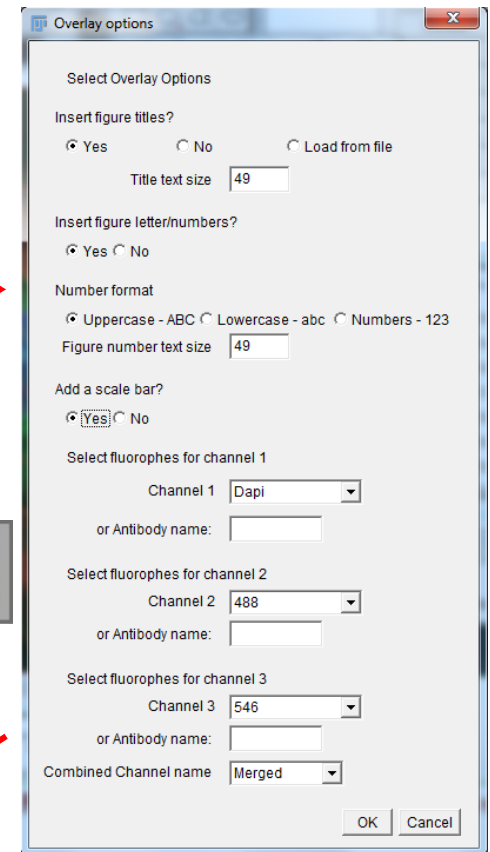 Overlay options
Select Overlay Options
Insert figure titles?
Yes No Load from file
Title text size 49
Insert figure letter/numbers?
Yes No
Number format
Uppercase - ABC Lowercase - abc Numbers - 123
Figure number text size 49
Add a scale bar?
Yes No
Select fluorophes for channel 1
Channel 1 Dapi
or Antibody name:
Select fluorophes for channel 2
Channel 2 488
or Antibody name:
Select fluorophes for channel 3
Channel 3 546
or Antibody name:
Combined Channel name Merged
OK Cancel